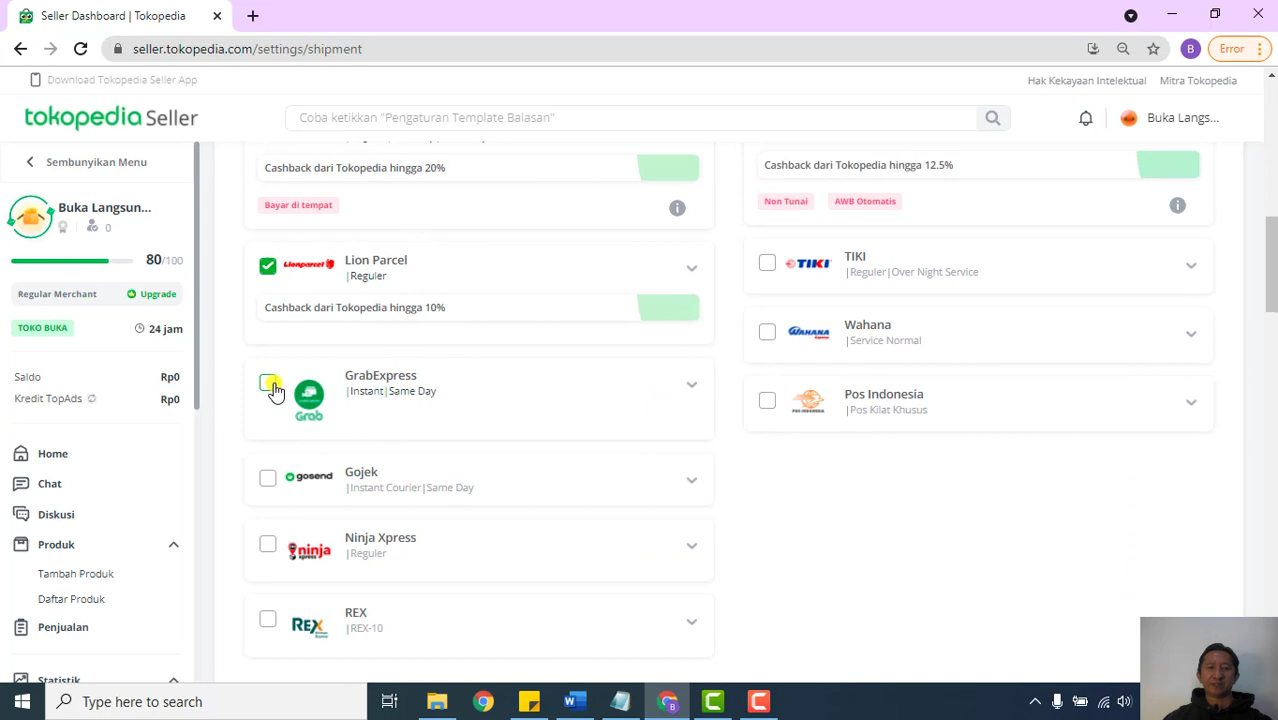 Seller Dashboard | Tokopedia
seller.tokopedia.com/settings/shipment
B
Error
Download Tokopedia Seller App
Hak Kekayaan Intelektual
Mitra Tokopedia
tokopedia Seller
Coba ketikkan "Pengaturan Template Balasan"
Buka Langs...
Sembunyikan Menu
Buka Langsun...
0
80/100
Regular Merchant
Upgrade
TOKO BUKA
24 jam
Saldo
Rp0
Kredit TopAds
Rp0
Home
Chat
Diskusi
Produk
Tambah Produk
Daftar Produk
Penjualan
Statistik
Cashback dari Tokopedia hingga 20%
Bayar di tempat
Lionparcel
Lion Parcel
|Reguler
Cashback dari Tokopedia hingga 10%
Grab
GrabExpress
|Instant|Same Day
gosend
Gojek
|Instant Courier|Same Day
ninja
xpress
Ninja Xpress
|Reguler
REX
REX
|REX-10
Cashback dari Tokopedia hingga 12.5%
Non Tunai
AWB Otomatis
TIKI
TIKI
|Reguler|Over Night Service
WAHANA
Wahana
|Service Normal
POS INDONESIA
Pos Indonesia
|Pos Kilat Khusus
Type here to search